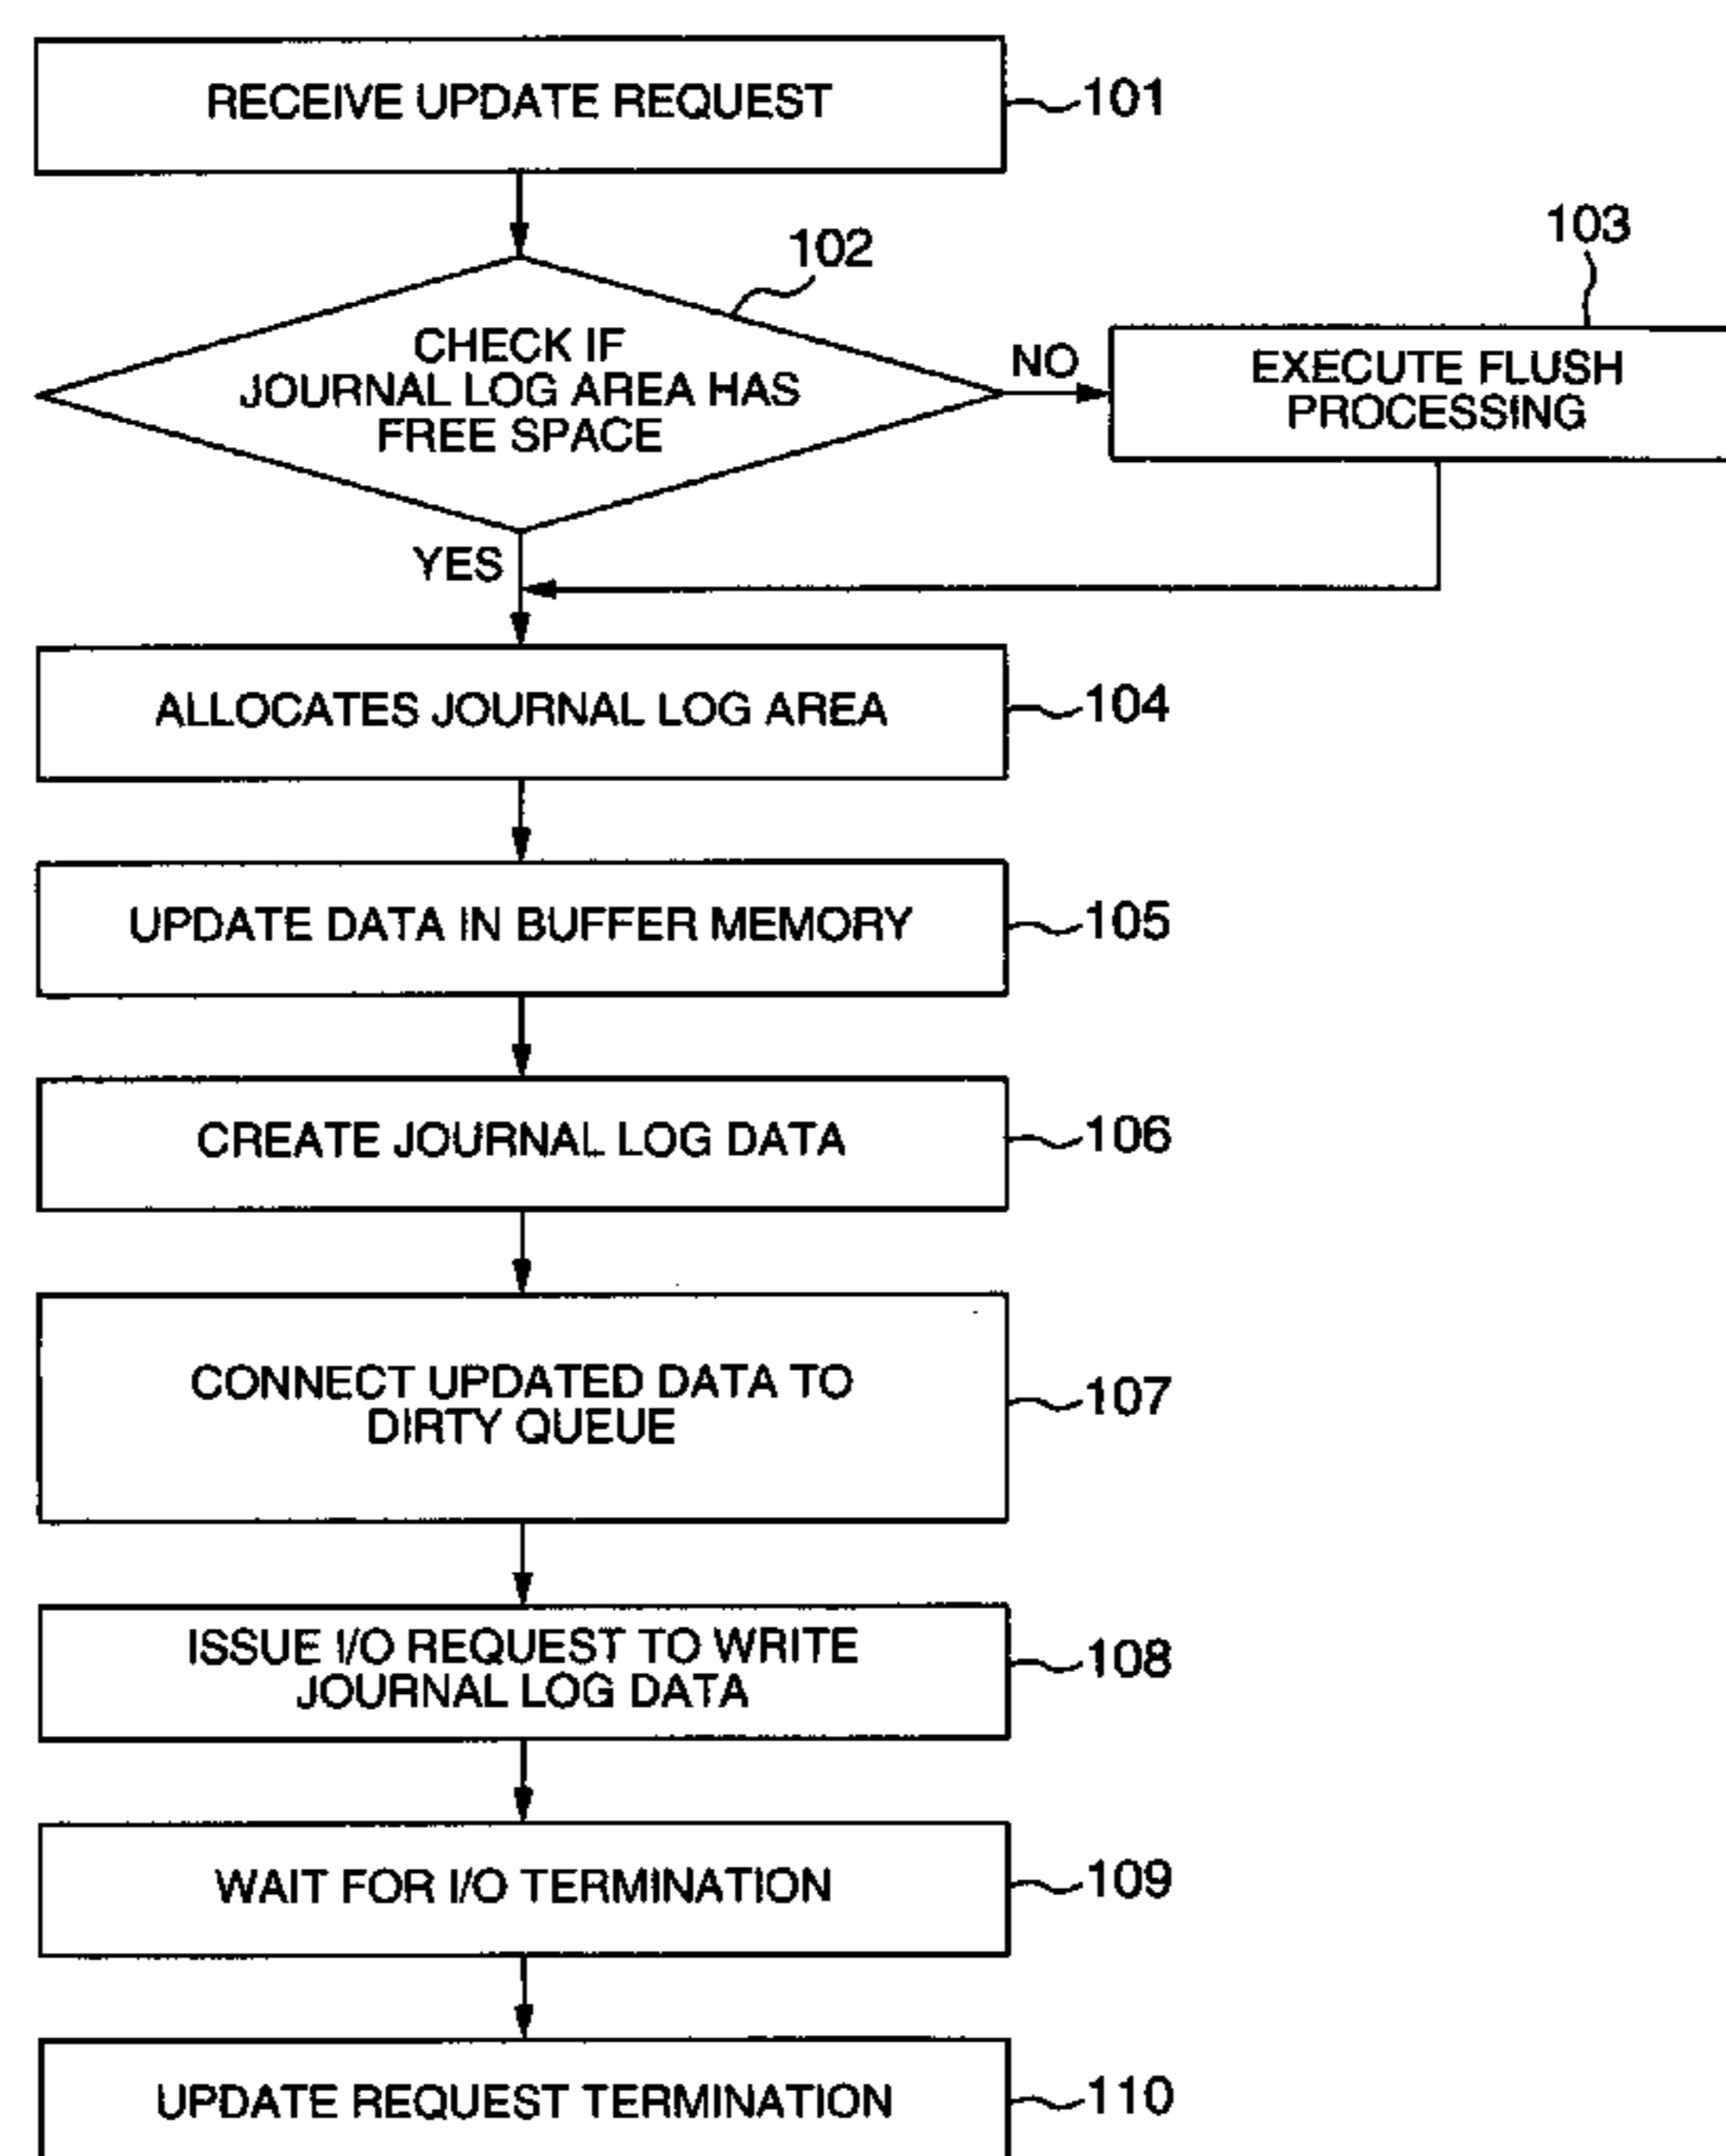 RECEIVE UPDATE REQUEST
101
102
103
CHECK IF
JOURNAL LOG AREA HAS
FREE SPACE
NO
EXECUTE FLUSH
PROCESSING
YES
ALLOCATES JOURNAL LOG AREA
104
UPDATE DATA IN BUFFER MEMORY
105
CREATE JOURNAL LOG DATA
106
CONNECT UPDATED DATA TO
DIRTY QUEUE
107
ISSUE I/O REQUEST TO WRITE
JOURNAL LOG DATA
108
WAIT FOR I/O TERMINATION
109
UPDATE REQUEST TERMINATION
110